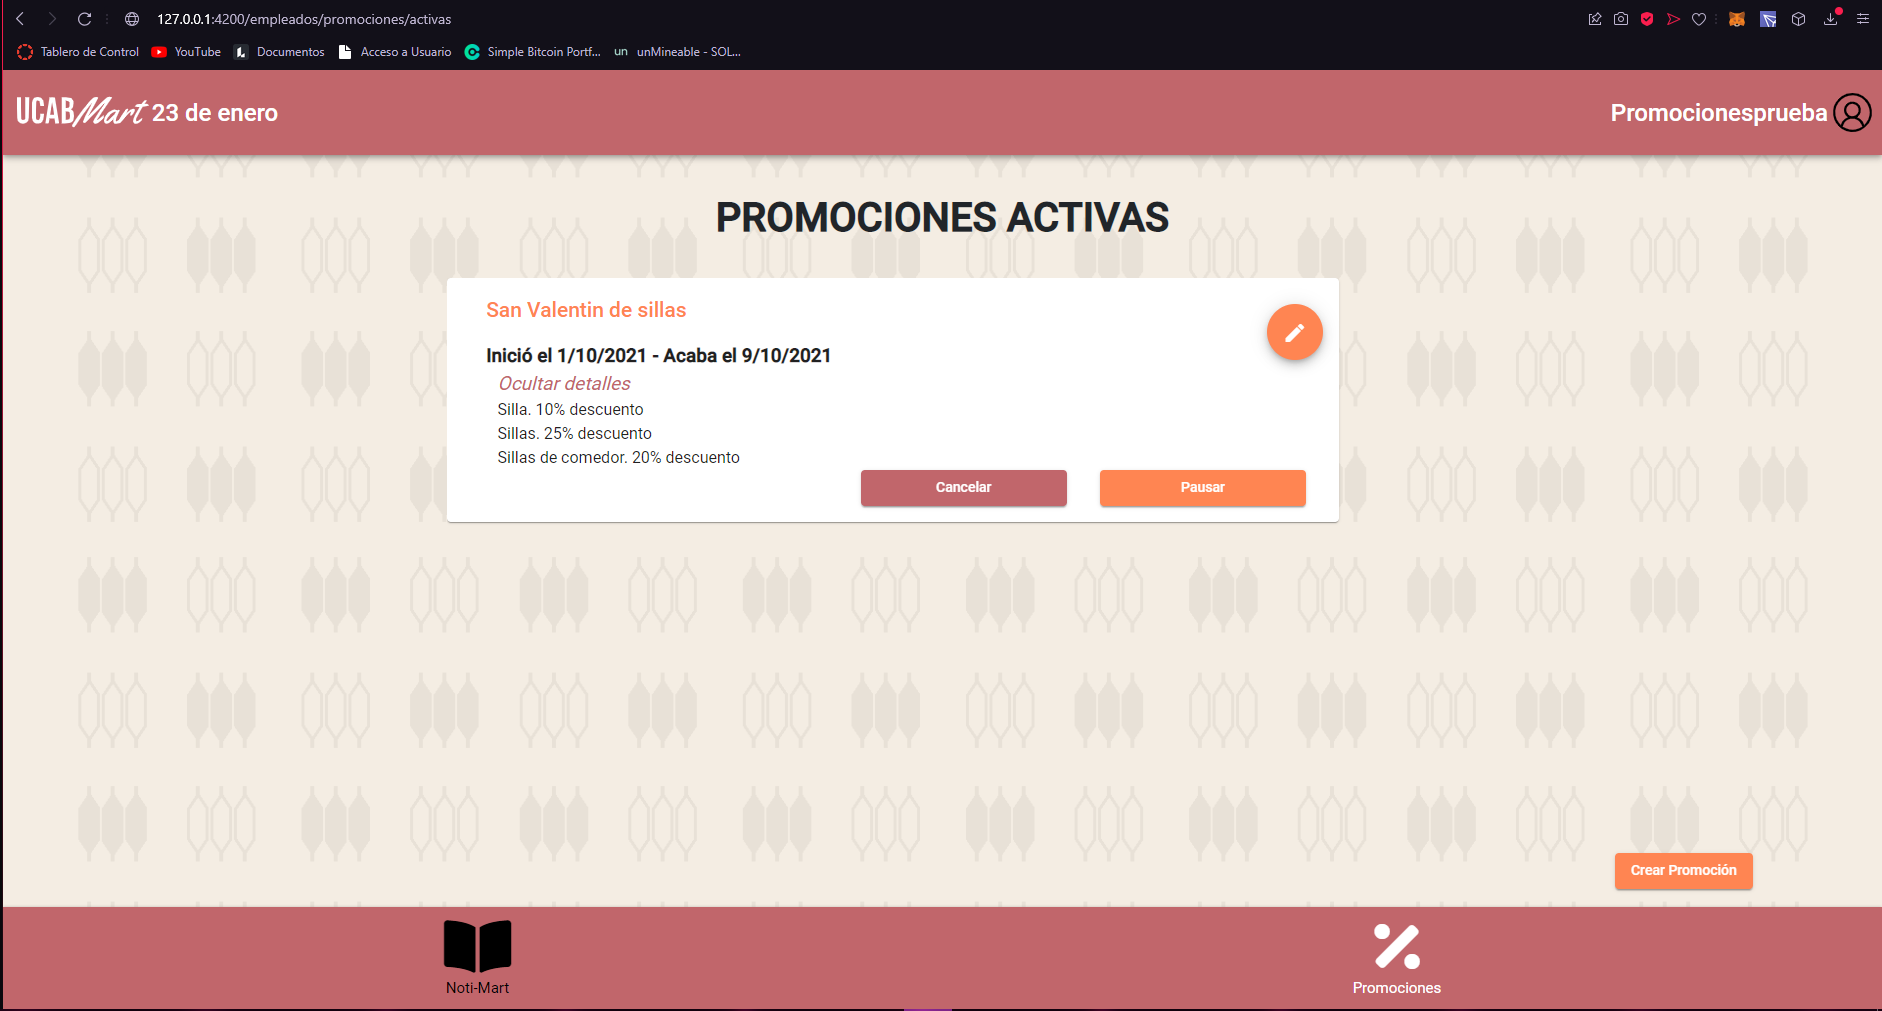 127.0.0.1:4200/empleados/promociones/activas
Tablero de Control YouTube Documentos Acceso a Usuario Simple Bitcoin Portf... un unMineable - SOL...
UCABMart 23 de enero Promocionesprueba
PROMOCIONES ACTIVAS
San Valentin de sillas
Inició el 1/10/2021 - Acaba el 9/10/2021
Ocultar detalles
Silla. 10% descuento
Sillas. 25% descuento
Sillas de comedor. 20% descuento
Cancelar Pausar
Crear Promoción
Noti-Mart Promociones